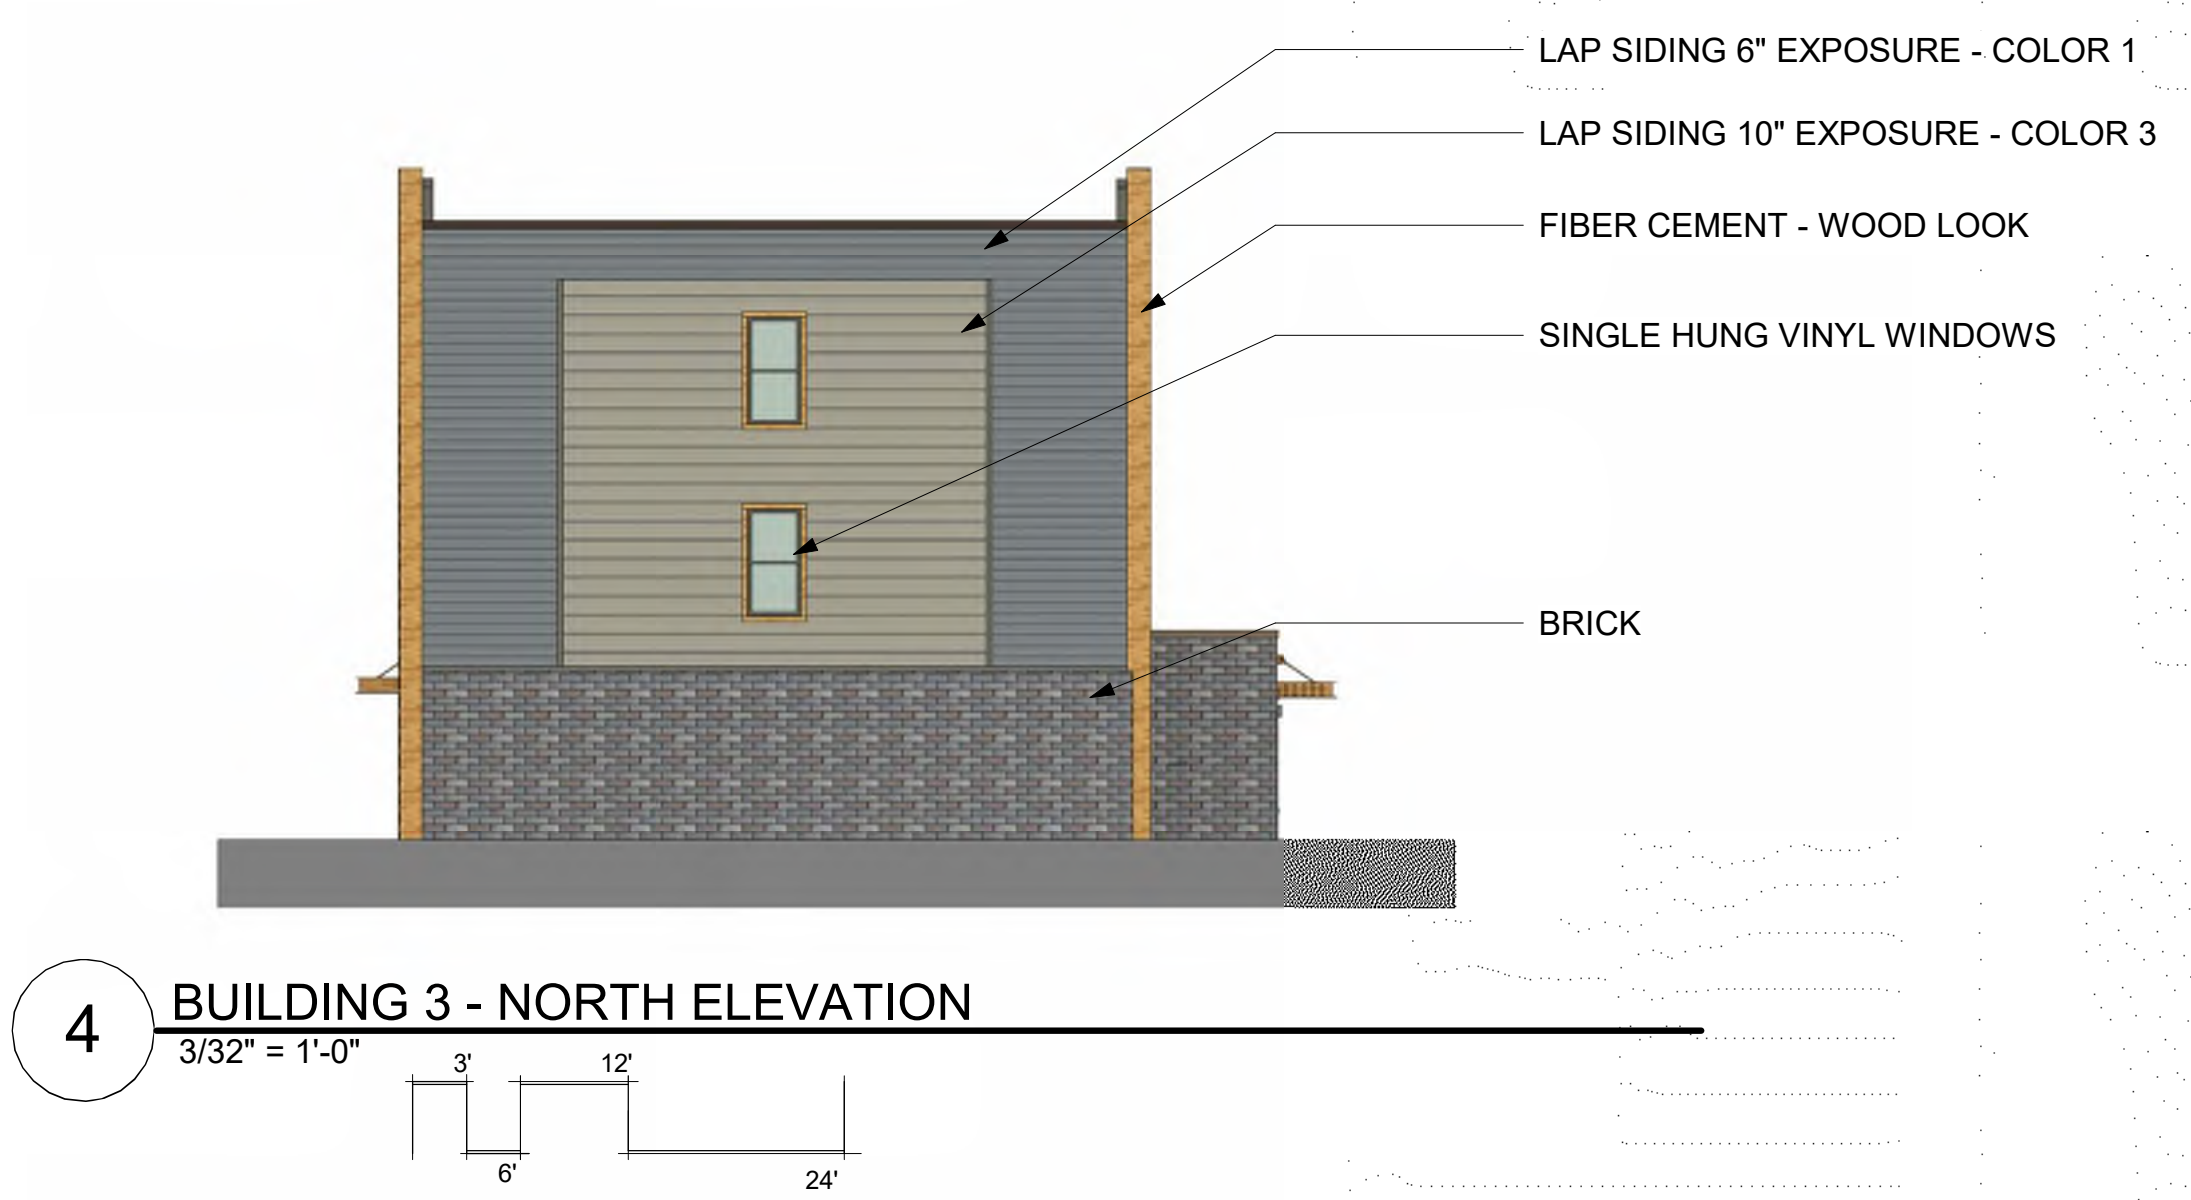 LAP SIDING 6" EXPOSURE - COLOR 1
LAP SIDING 10" EXPOSURE - COLOR 3
FIBER CEMENT - WOOD LOOK
SINGLE HUNG VINYL WINDOWS
BRICK
4
BUILDING 3 - NORTH ELEVATION
3/32" = 1'-0"
3'
12'
6'
24'